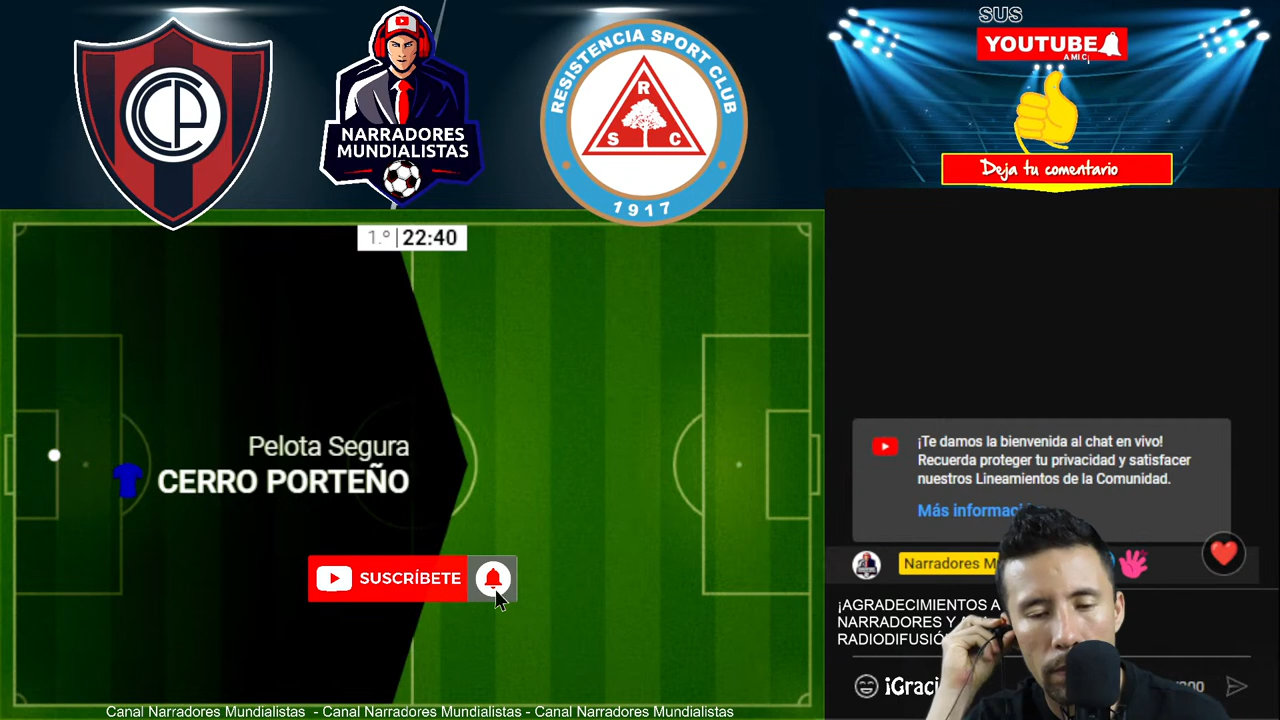 CCP
NARRADORES
MUNDIALISTAS
RESISTENCIA SPORT CLUB
R
S C
1917
SUS
YOUTUBE
AMIC
Deja tu comentario
1.º | 22:40
Pelota Segura
CERRO PORTEÑO
SUSCRÍBETE
¡Te damos la bienvenida al chat en vivo!
Recuerda proteger tu privacidad y satisfacer
nuestros Lineamientos de la Comunidad.
Más informaci
Narradores M
¡AGRADECIMIENTOS A
NARRADORES Y A
RADIODIFUSIÓ
¡Graci
Canal Narradores Mundialistas - Canal Narradores Mundialistas - Canal Narradores Mundialistas